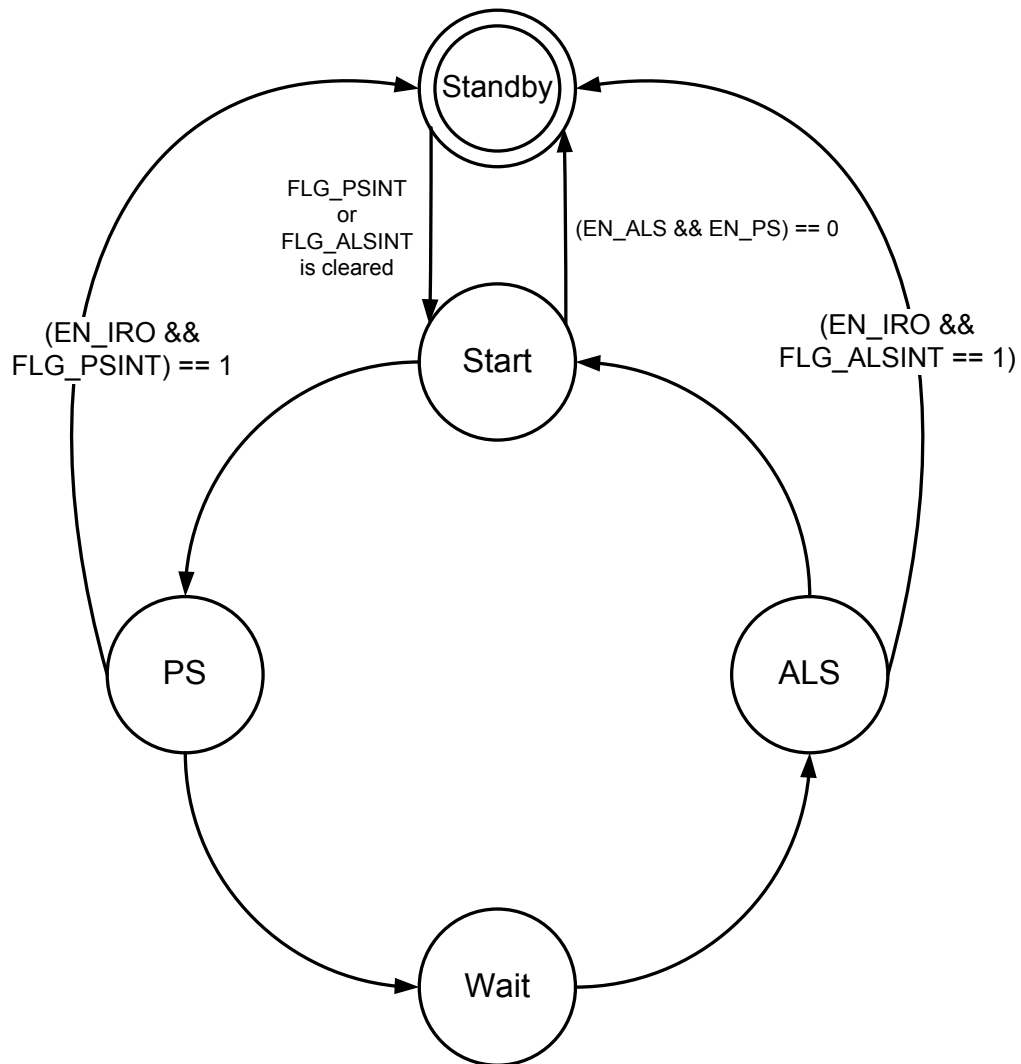 Standby
FLG_PSINT
or
FLG_ALSINT
is cleared
(EN_ALS && EN_PS) == 0
(EN_IRO &&
FLG_PSINT) == 1
Start
(EN_IRO &&
FLG_ALSINT == 1)
PS
ALS
Wait